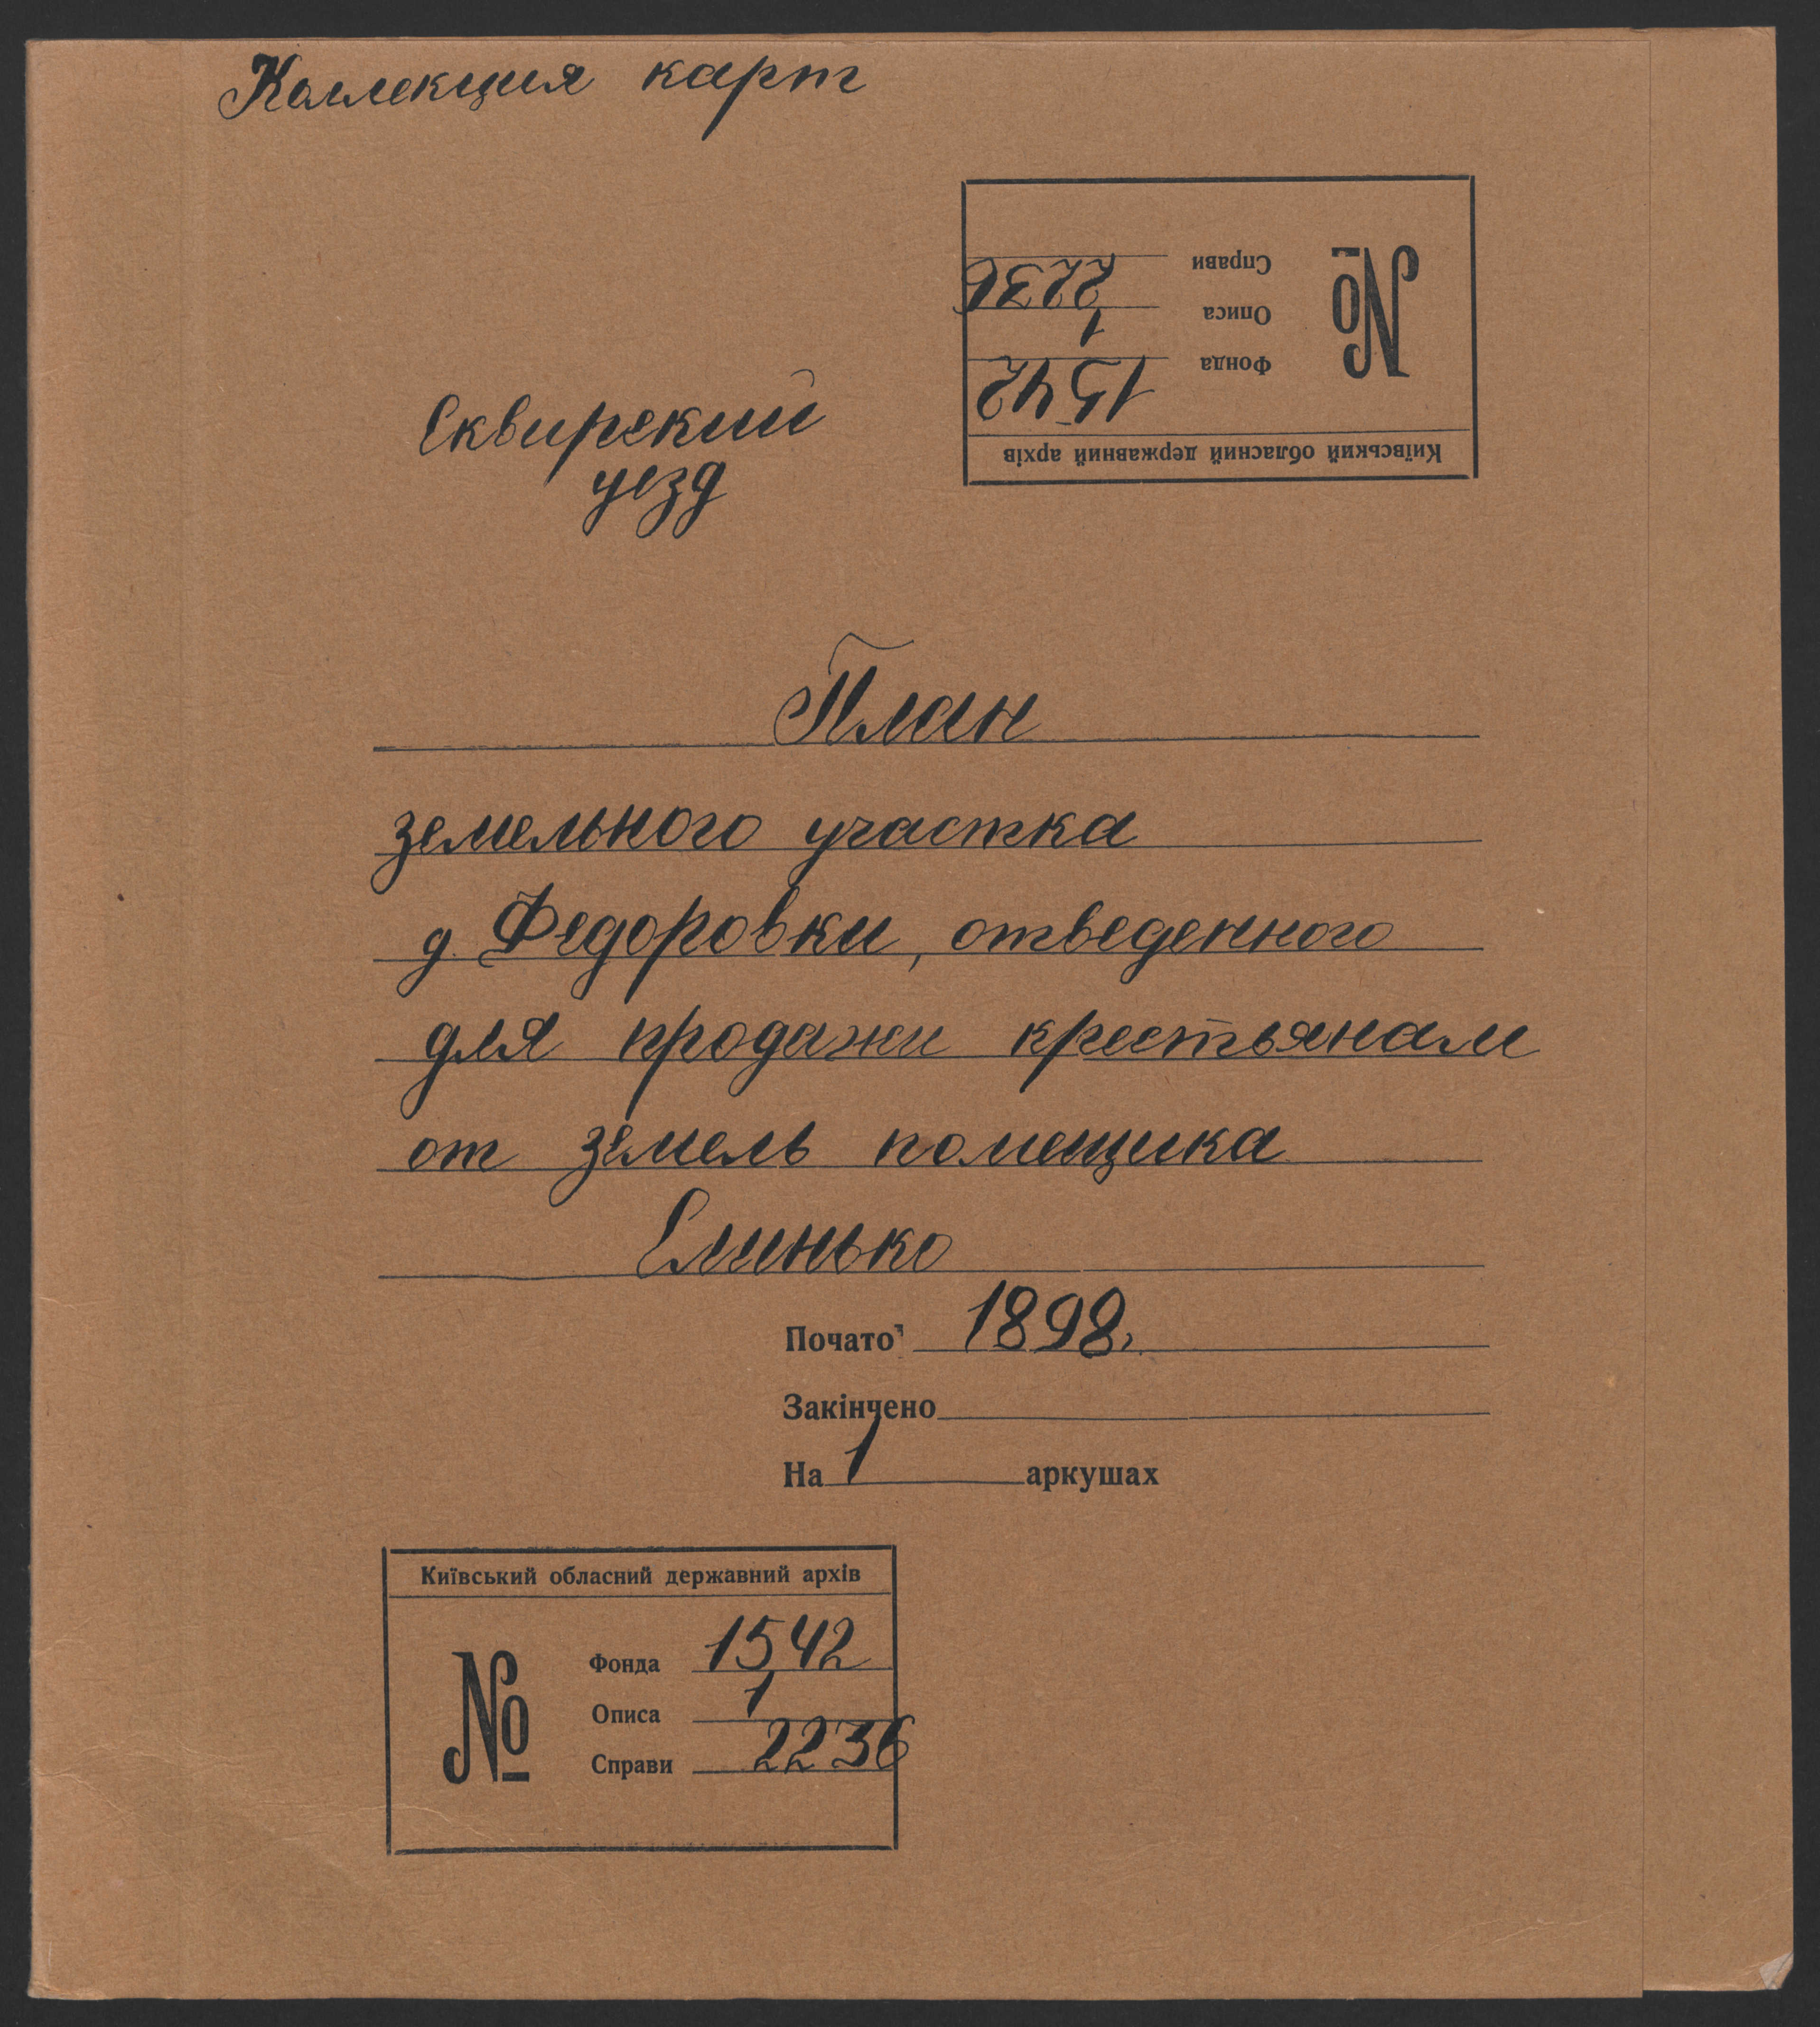 Коллекция карт
Київський обласний державний архів
№
Фонда 1542
Описа 1
Справи 2236
Сквирский
уезд
План
земельного участка
д. Федоровки, отведенного
для продажи крестьянам
от земель помещика
Слинько
Почато 1898.
Закінчено
На 1 аркушах
Київський обласний державний архів
№
Фонда 1542
Описа 1
Справи 2236